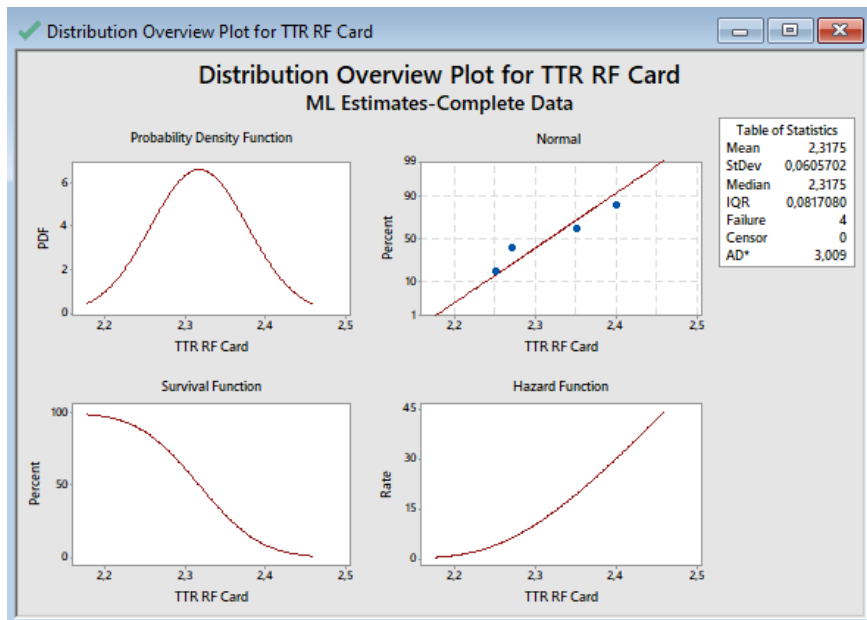 Distribution Overview Plot for TTR RF Card
Distribution Overview Plot for TTR RF Card
ML Estimates-Complete Data
Probability Density Function
6
4
2
0
PDF
2,2 2,3 2,4 2,5
TTR RF Card
Normal
99
90
50
10
1
Percent
2,2 2,3 2,4 2,5
TTR RF Card
Table of Statistics
Mean 2,3175
StDev 0,0605702
Median 2,3175
IQR 0,0817080
Failure 4
Censor 0
AD* 3,009
Survival Function
100
50
0
Percent
2,2 2,3 2,4 2,5
TTR RF Card
Hazard Function
45
30
15
0
Rate
2,2 2,3 2,4 2,5
TTR RF Card